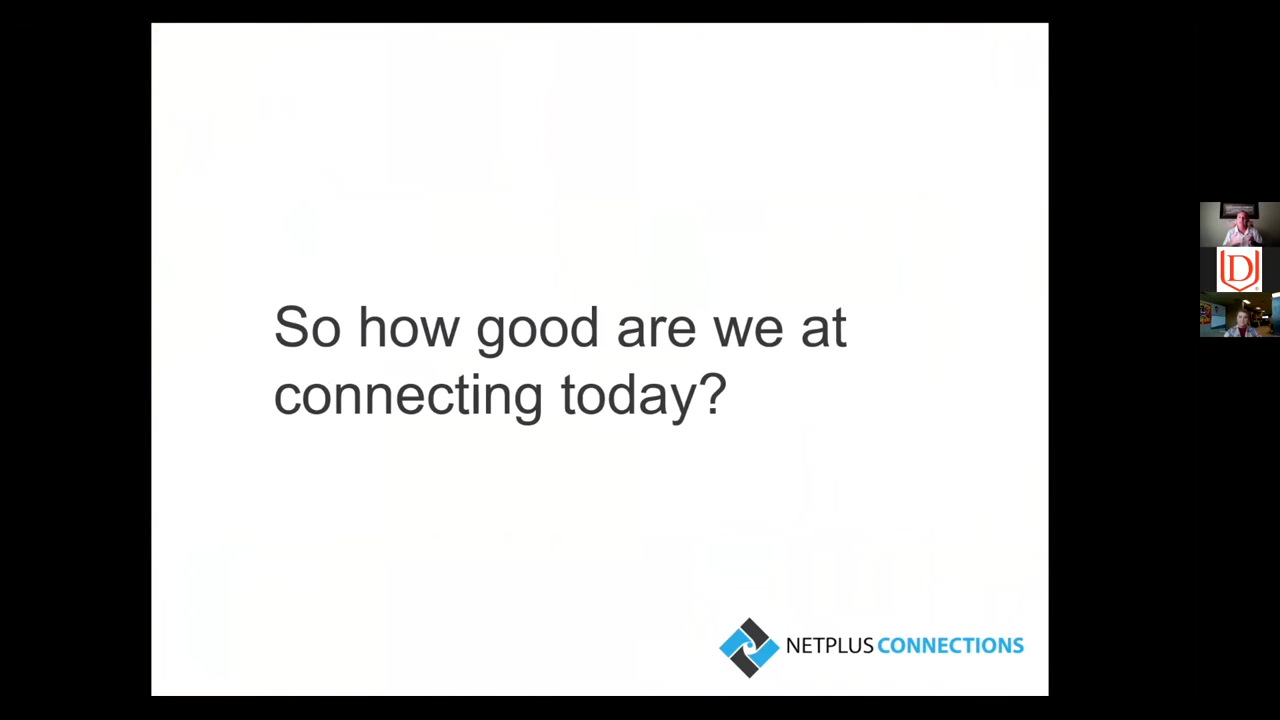 So how good are we at
connecting today?
NETPLUS CONNECTIONS
D